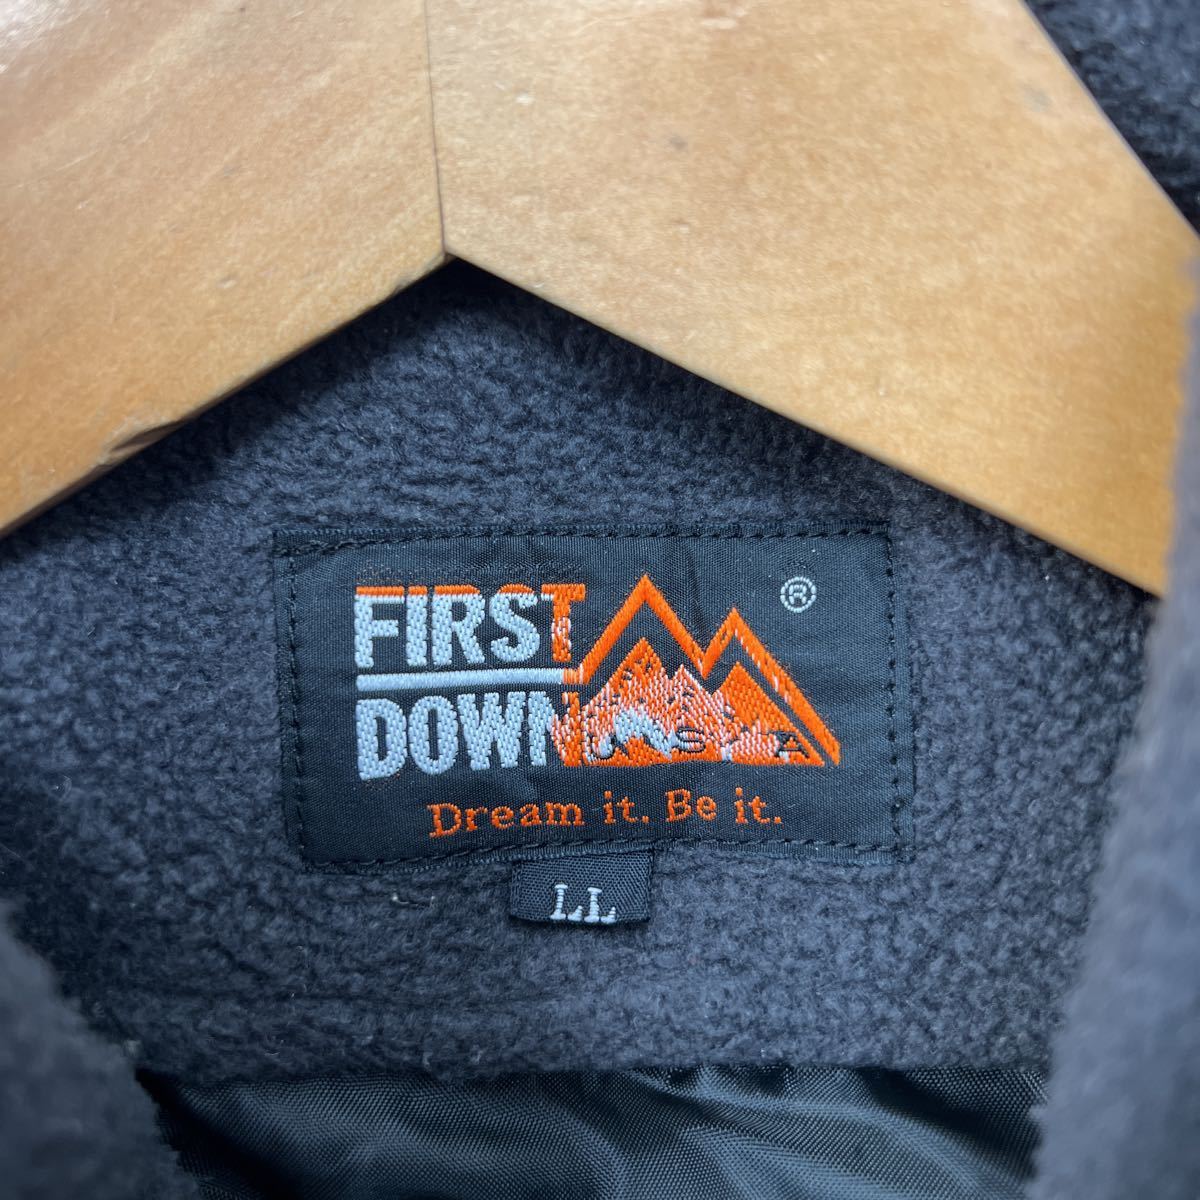 FIRST
DOWN USA
®
Dream it. Be it.
LL